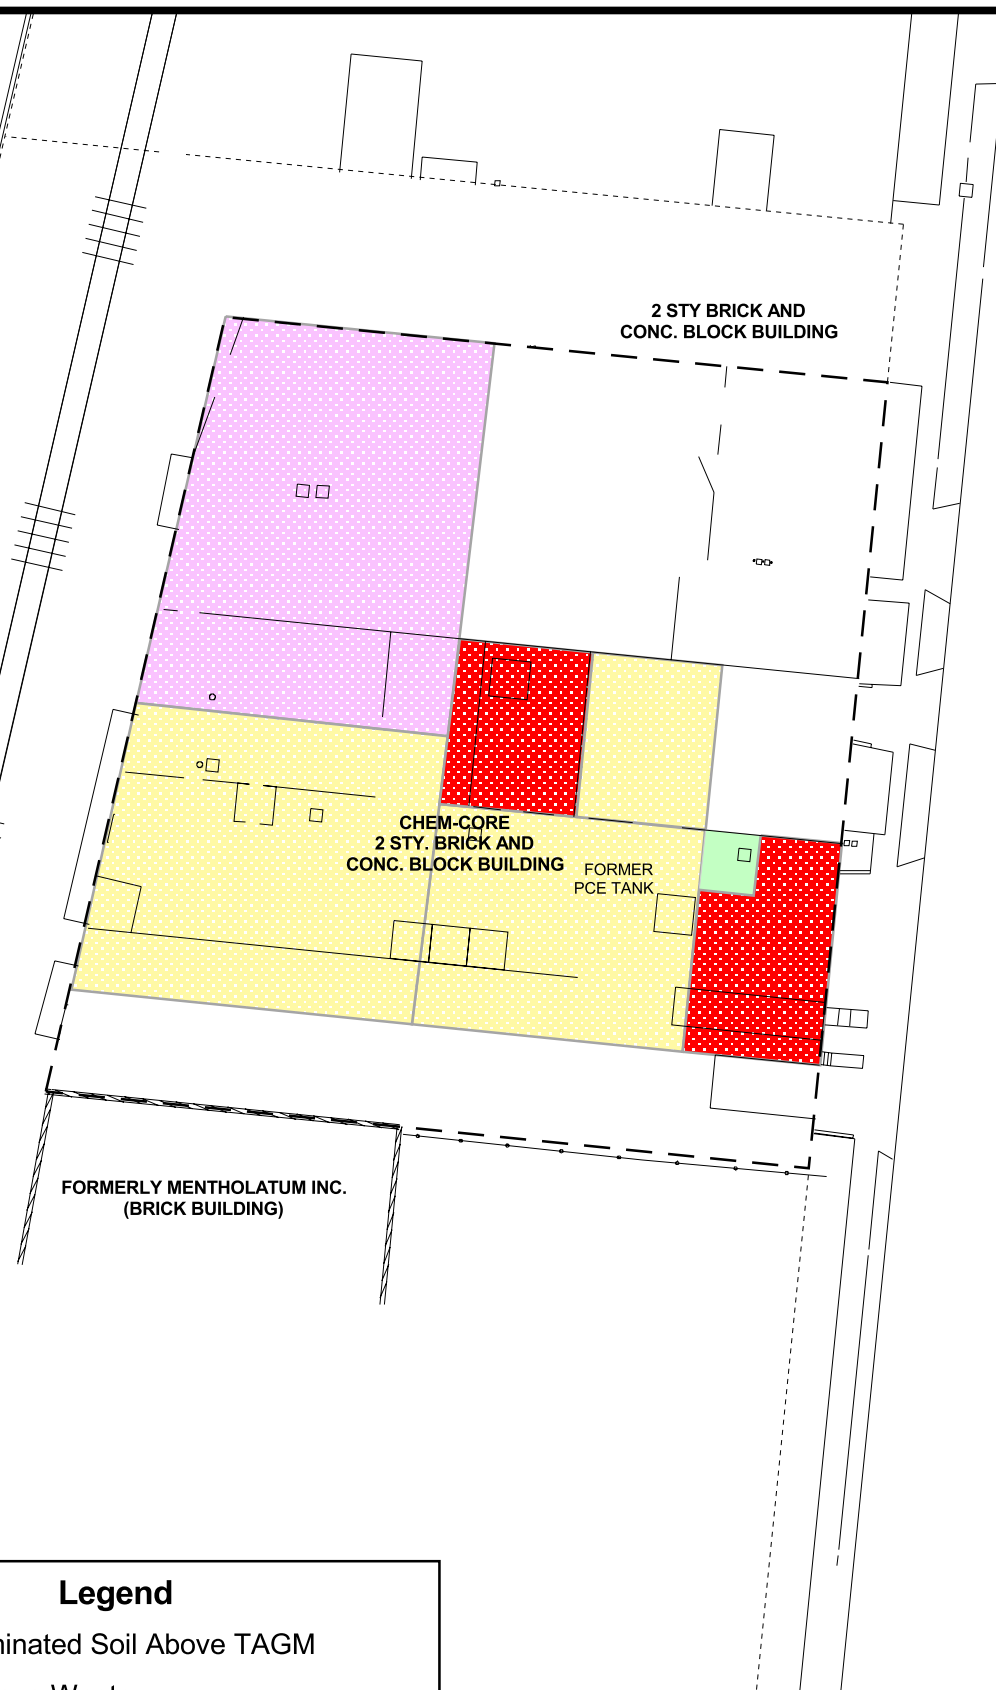 2 STY BRICK AND
CONC. BLOCK BUILDING
CHEM-CORE
2 STY. BRICK AND
CONC. BLOCK BUILDING
FORMER
PCE TANK
FORMERLY MENTHOLATUM INC.
(BRICK BUILDING)
Legend
Soil Above TAGM